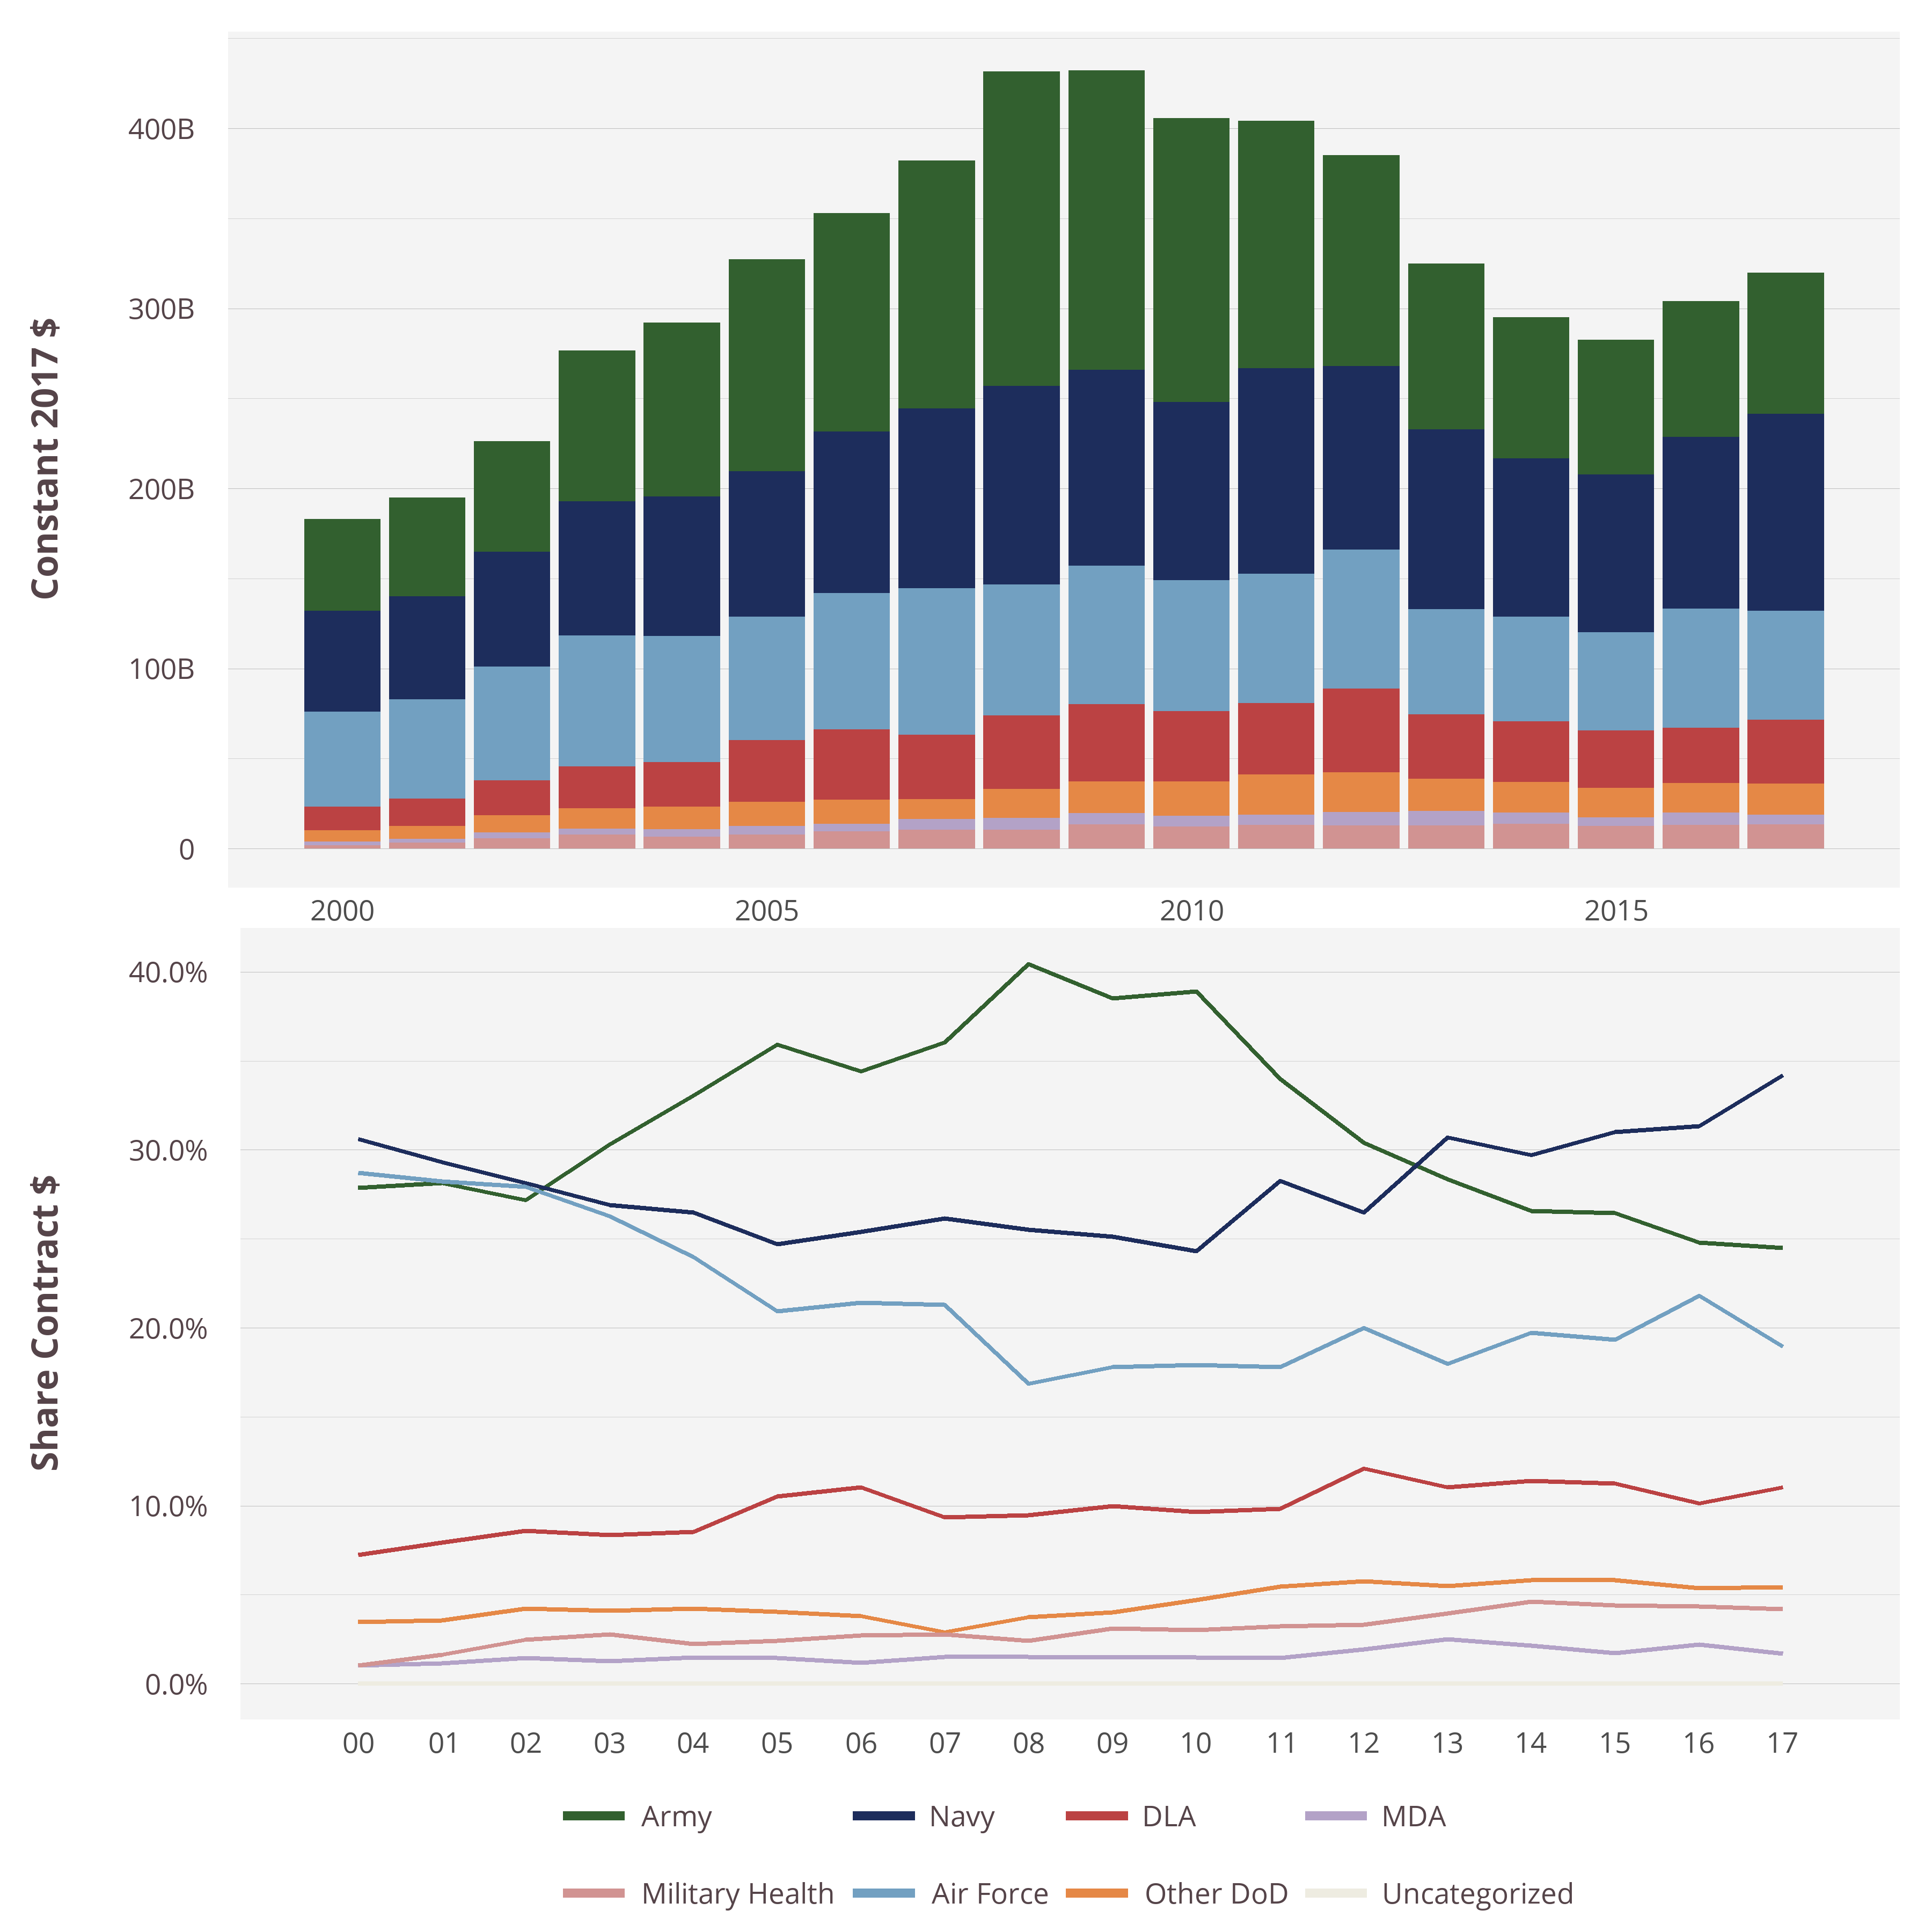 Constant 2017 $
400B
300B
200B
100B
0
2000 2005 2010 2015
Share Contract $
40.0%
30.0%
20.0%
10.0%
0.0%
00 01 02 03 04 05 06 07 08 09 10 11 12 13 14 15 16 17
Army Navy DLA MDA
Military Health Air Force Other DoD Uncategorized